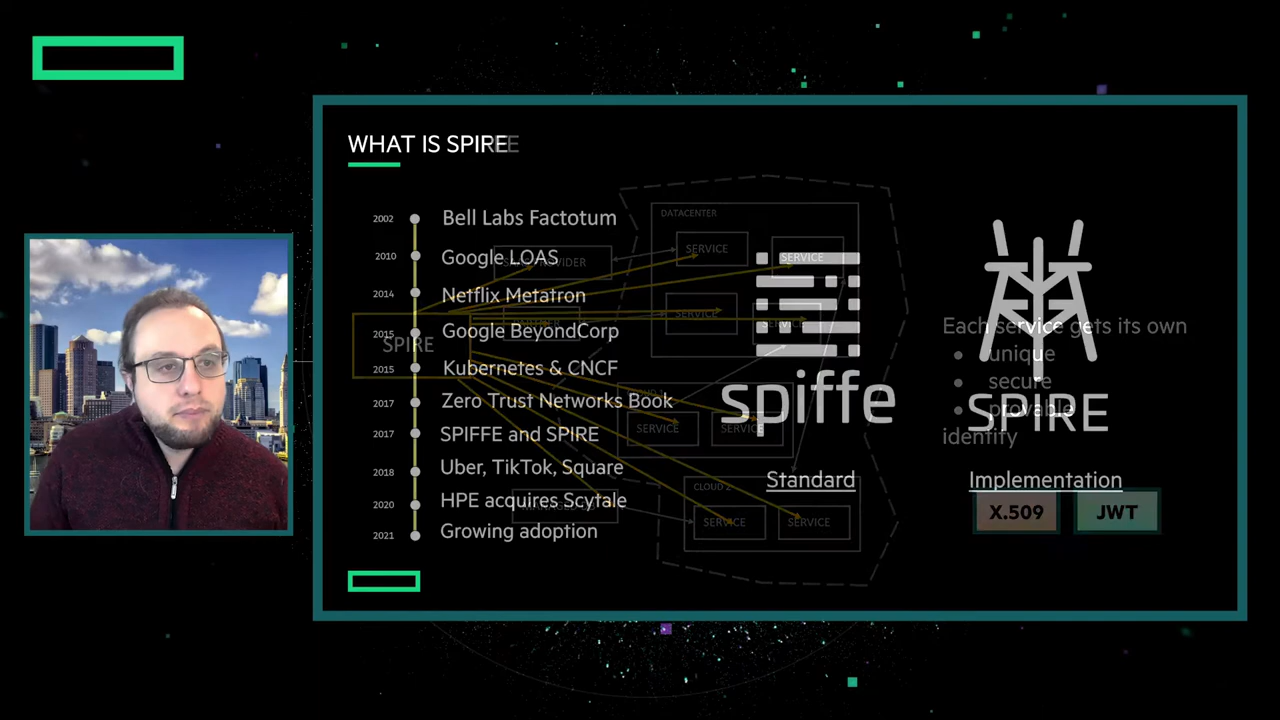 WHAT IS SPIRE
2002 Bell Labs Factotum
2010 Google LOAS
2014 Netflix Metatron
2015 Google BeyondCorp
2015 Kubernetes & CNCF
2017 Zero Trust Networks Book
2017 SPIFFE and SPIRE
2018 Uber, TikTok, Square
2020 HPE acquires Scytale
2021 Growing adoption
SPIRE
DATACENTER
SERVICE
SERVICE
SERVICE
SERVICE
SERVICE
SERVICE
CLOUD 2
SERVICE
SERVICE
spiffe
Standard
SPIRE
Implementation
Each service gets its own
unique
secure
provable
identify
X.509
JWT